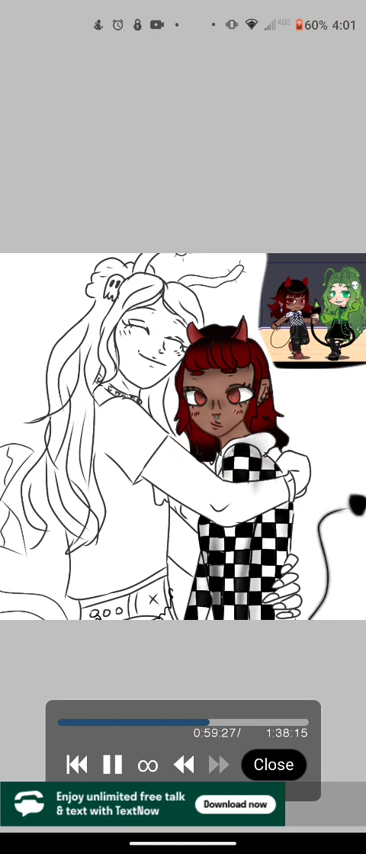 60% 4:01
0:59:27/ 1:38:15
Close
Enjoy unlimited free talk
& text with TextNow
Download now